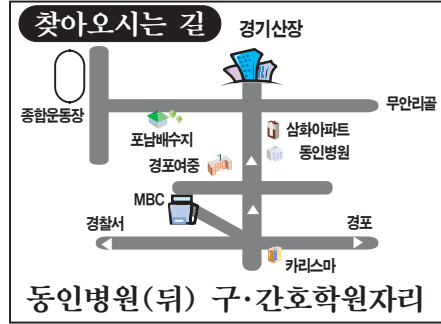 찾아오시는 길
경기산장
종합운동장
무안리골
포남배수지
삼화아파트
동인병원
경포여중
MBC
경찰서
경포
카리스마
동인병원(뒤) 구·간호학원자리